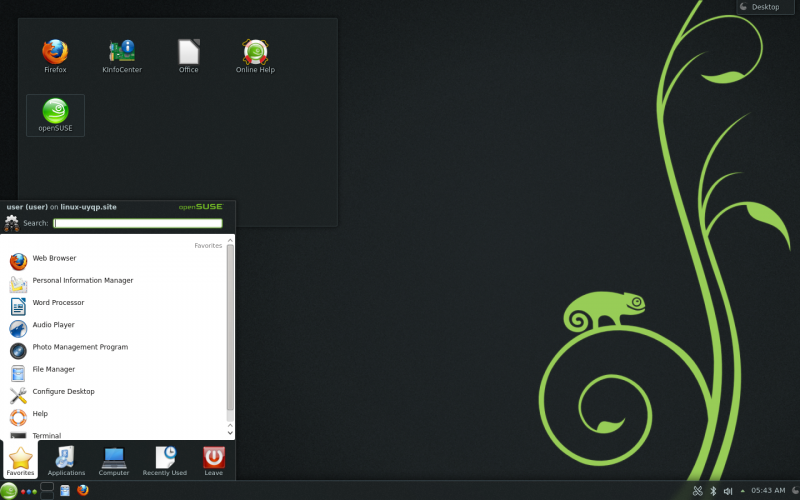 Desktop
Firefox
KInfoCenter
Office
Online Help
openSUSE
user (user) on linux-uyqp.site
openSUSE
Search:
Favorites
Web Browser
Personal Information Manager
Word Processor
Audio Player
Photo Management Program
File Manager
Configure Desktop
Help
Terminal
Favorites
Applications
Computer
Recently Used
Leave
05:43 AM